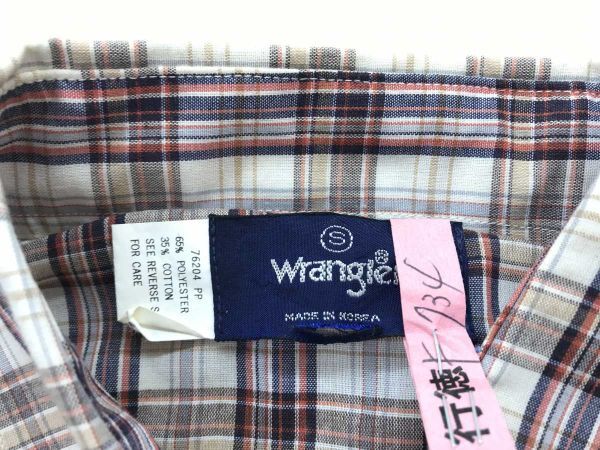 76204 PP
65% POLYESTER
35% COTTON
SEE REVERSE S
FOR CARE
S
Wrangler®
MADE IN KOREA
行徳